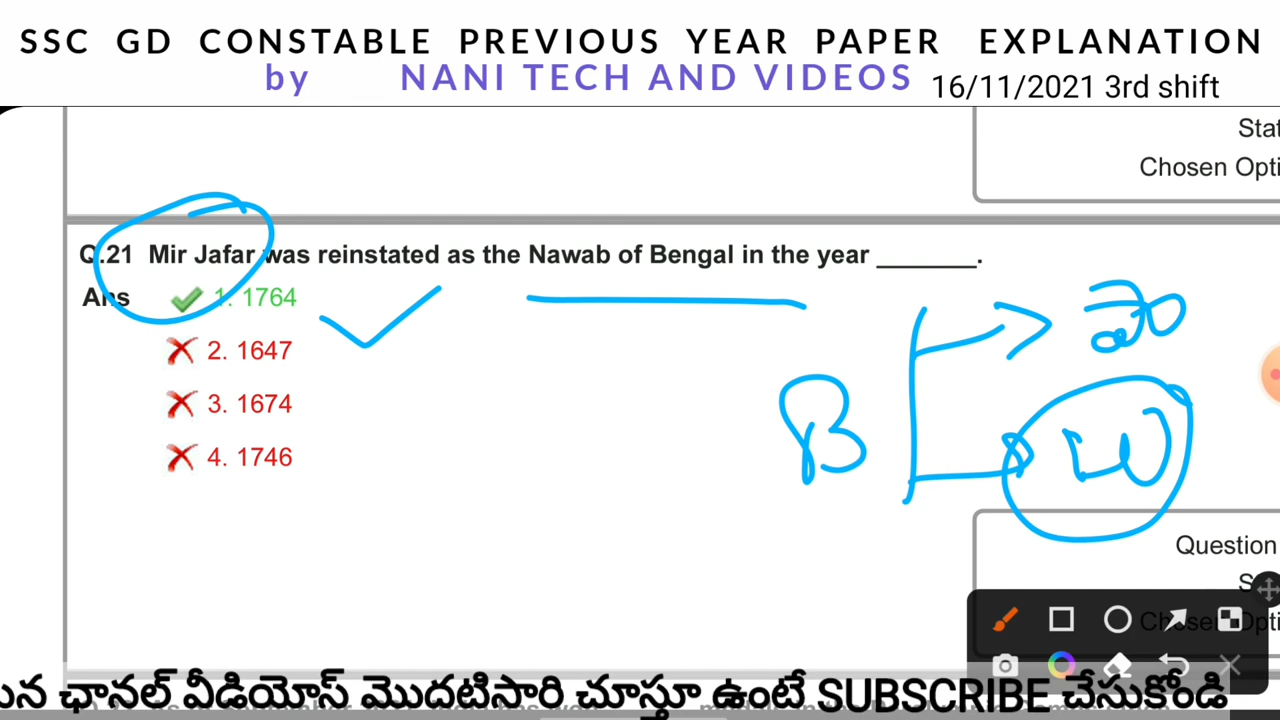 SSC GD CONSTABLE PREVIOUS YEAR PAPER EXPLANATION
by NANI TECH AND VIDEOS 16/11/2021 3rd shift
Stat
Chosen Opti
Q.21 Mir Jafar was reinstated as the Nawab of Bengal in the year _______.
Ans 1. 1764
2. 1647
3. 1674
4. 1746
B
Question
S
Chosen Opti
ఛానల్ వీడియోస్ మొదటిసారి చూస్తూ ఉంటే SUBSCRIBE చేసుకోండి